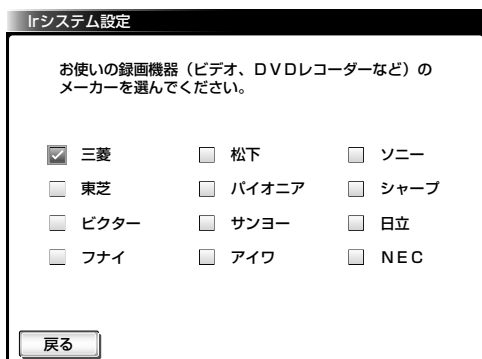 Irシステム設定
お使いの録画機器（ビデオ、ＤＶＤレコーダーなど）の
メーカーを選んでください。
三菱 松下 ソニー
東芝 パイオニア シャープ
ビクター サンヨー 日立
フナイ アイワ ＮＥＣ
戻る